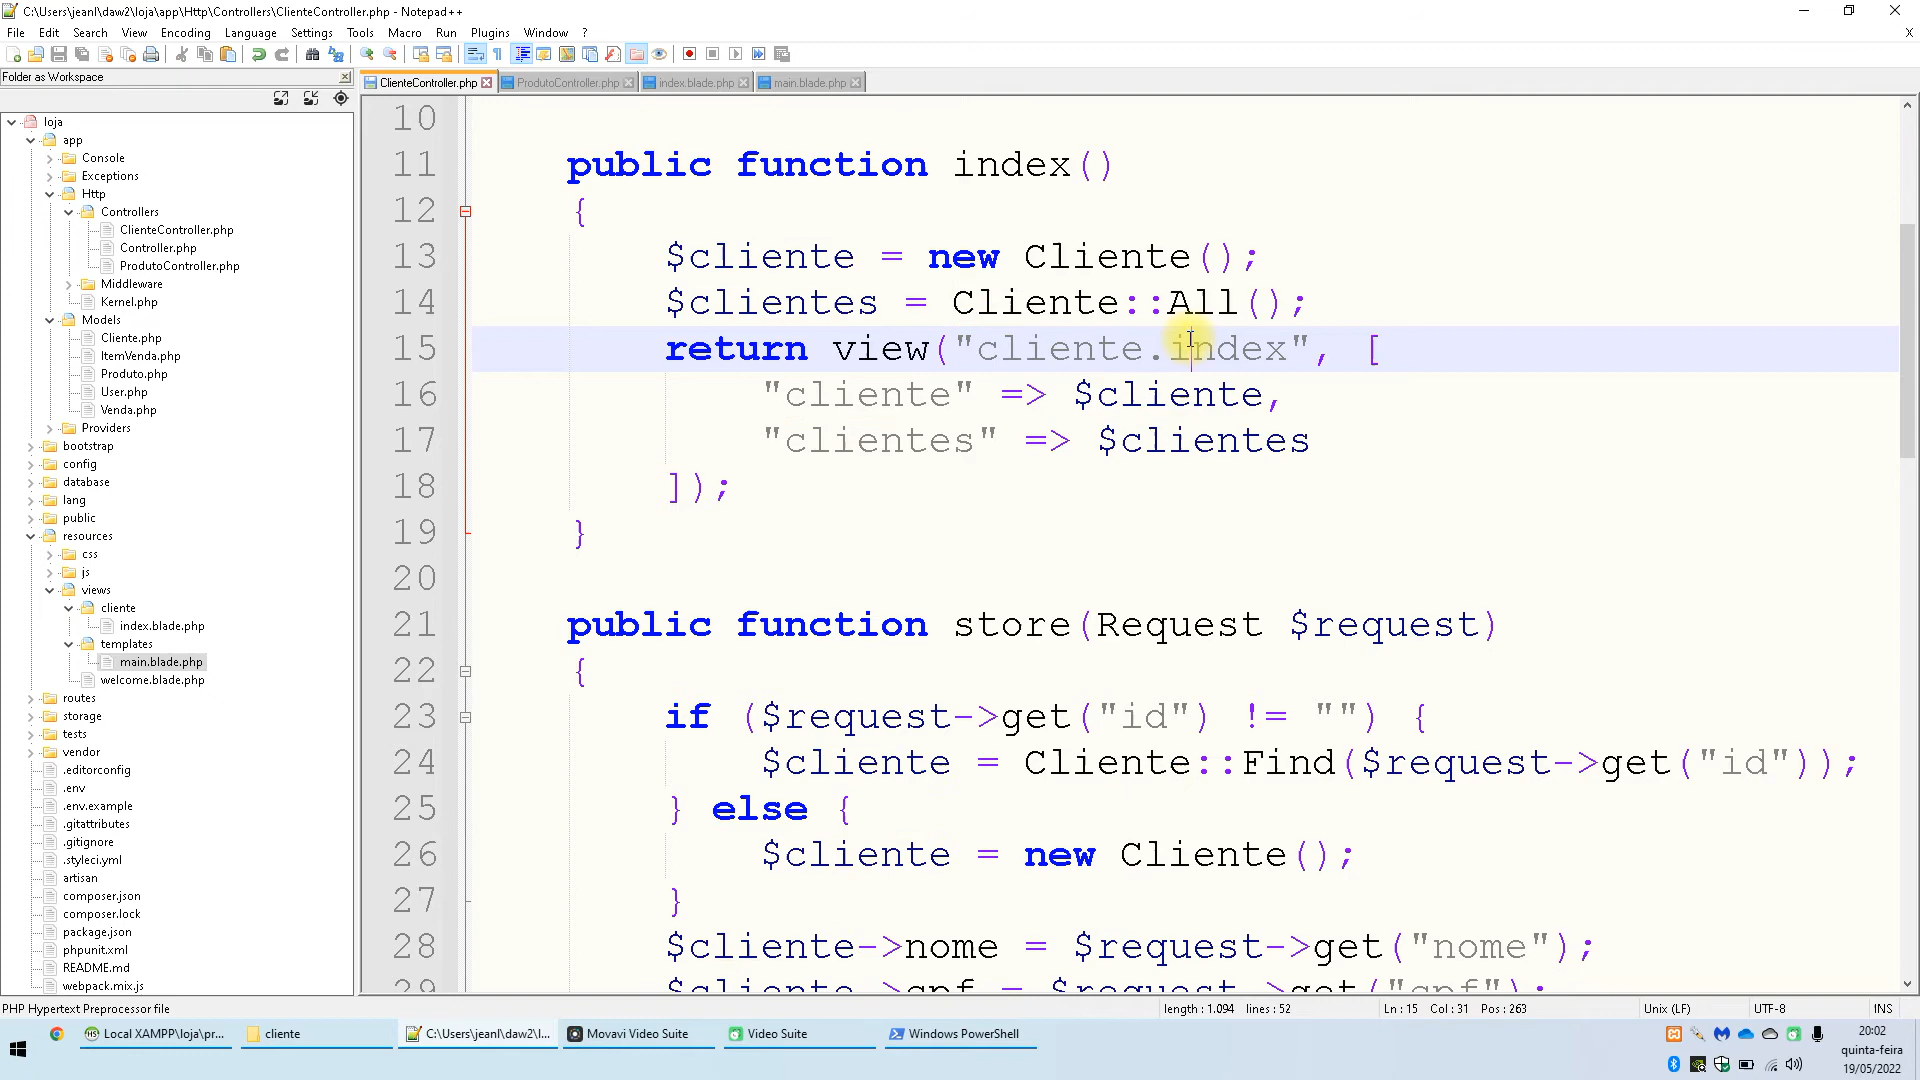 C:\Users\jeanl\daw2\loja\app\Http\Controllers\ClienteController.php - Notepad++
File Edit Search View Encoding Language Settings Tools Macro Run Plugins Window ? X
Folder as Workspace
ClienteController.php ProdutoController.php index.blade.php main.blade.php
loja
app
Console
Exceptions
Http
Controllers
ClienteController.php
Controller.php
ProdutoController.php
Middleware
Kernel.php
Models
Cliente.php
ItemVenda.php
Produto.php
User.php
Venda.php
Providers
bootstrap
config
database
lang
public
resources
css
js
views
cliente
index.blade.php
templates
main.blade.php
welcome.blade.php
routes
storage
tests
vendor
.editorconfig
.env
.env.example
.gitattributes
.gitignore
.styleci.yml
artisan
composer.json
composer.lock
package.json
phpunit.xml
README.md
webpack.mix.js
10
11 public function index()
12 {
13 $cliente = new Cliente();
14 $clientes = Cliente::All();
15 return view("cliente.index", [
16 "cliente" => $cliente,
17 "clientes" => $clientes
18 ]);
19 }
20
21 public function store(Request $request)
22 {
23 if ($request->get("id") != "") {
24 $cliente = Cliente::Find($request->get("id"));
25 } else {
26 $cliente = new Cliente();
27 }
28 $cliente->nome = $request->get("nome");
29 $cliente->cpf = $request->get("cpf");
PHP Hypertext Preprocessor file length : 1.094 lines : 52 Ln : 15 Col : 31 Pos : 263 Unix (LF) UTF-8 INS
Local XAMPP\loja\pr... cliente C:\Users\jeanl\daw2\l... Movavi Video Suite Video Suite Windows PowerShell
20:02
quinta-feira
19/05/2022